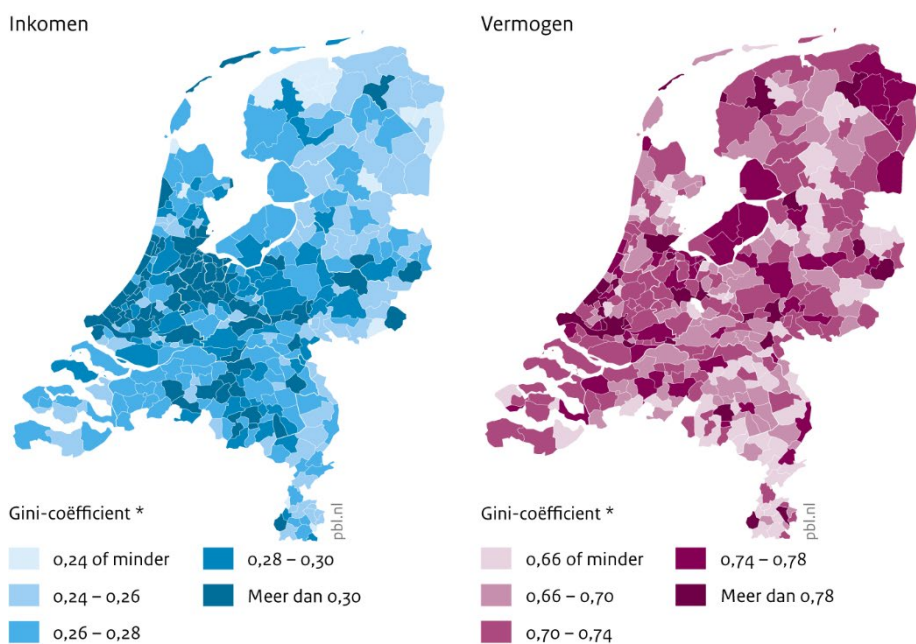 Inkomen
Vermogen
pbl.nl
pbl.nl
Gini-coëfficient *
0,24 of minder
0,24 – 0,26
0,26 – 0,28
0,28 – 0,30
Meer dan 0,30
Gini-coëfficient *
0,66 of minder
0,66 – 0,70
0,70 – 0,74
0,74 – 0,78
Meer dan 0,78